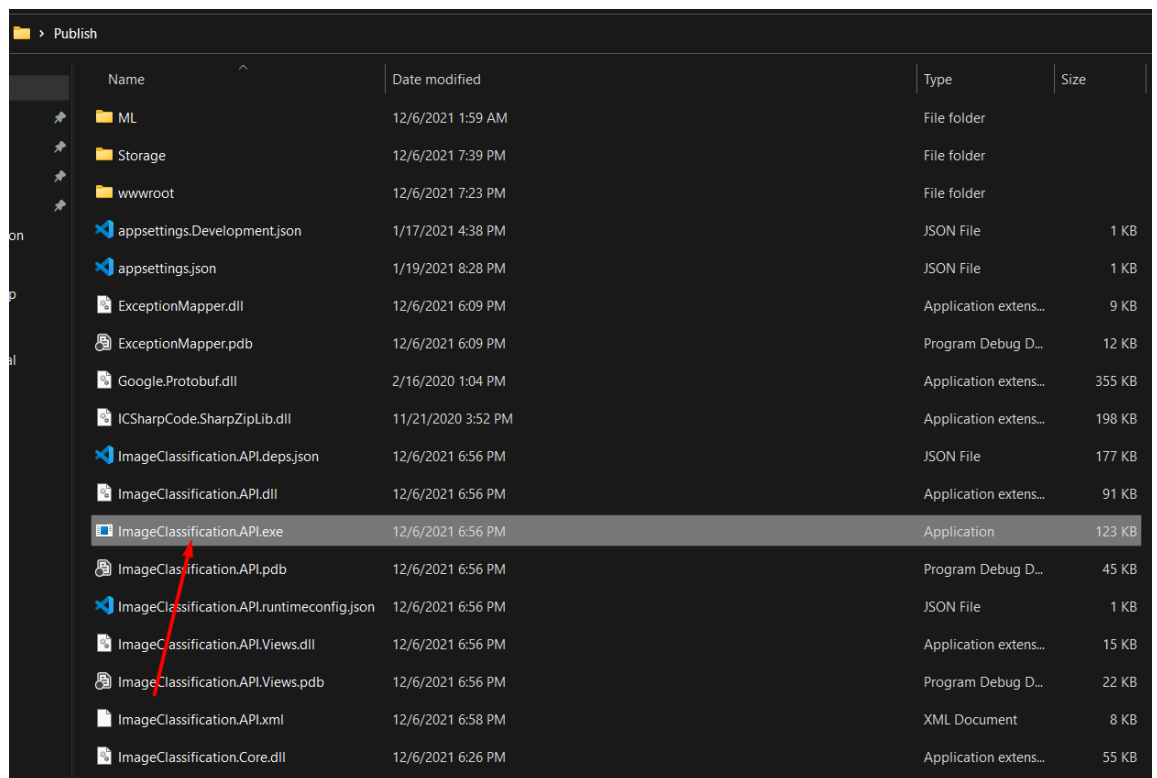 Publish
Name Date modified Type Size
ML 12/6/2021 1:59 AM File folder
Storage 12/6/2021 7:39 PM File folder
wwwroot 12/6/2021 7:23 PM File folder
on appsettings.Development.json 1/17/2021 4:38 PM JSON File 1 KB
appsettings.json 1/19/2021 8:28 PM JSON File 1 KB
p ExceptionMapper.dll 12/6/2021 6:09 PM Application extens... 9 KB
ExceptionMapper.pdb 12/6/2021 6:09 PM Program Debug D... 12 KB
al Google.Protobuf.dll 2/16/2020 1:04 PM Application extens... 355 KB
ICSharpCode.SharpZipLib.dll 11/21/2020 3:52 PM Application extens... 198 KB
ImageClassification.API.deps.json 12/6/2021 6:56 PM JSON File 177 KB
ImageClassification.API.dll 12/6/2021 6:56 PM Application extens... 91 KB
ImageClassification.API.exe 12/6/2021 6:56 PM Application 123 KB
ImageClassification.API.pdb 12/6/2021 6:56 PM Program Debug D... 45 KB
ImageClassification.API.runtimeconfig.json 12/6/2021 6:56 PM JSON File 1 KB
ImageClassification.API.Views.dll 12/6/2021 6:56 PM Application extens... 15 KB
ImageClassification.API.Views.pdb 12/6/2021 6:56 PM Program Debug D... 22 KB
ImageClassification.API.xml 12/6/2021 6:58 PM XML Document 8 KB
ImageClassification.Core.dll 12/6/2021 6:26 PM Application extens... 55 KB